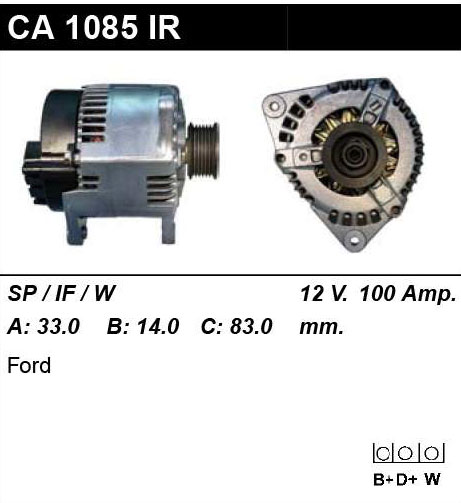 CA 1085 IR
SP / IF / W 12 V. 100 Amp.
A: 33.0 B: 14.0 C: 83.0 mm.
Ford
B+ D+ W